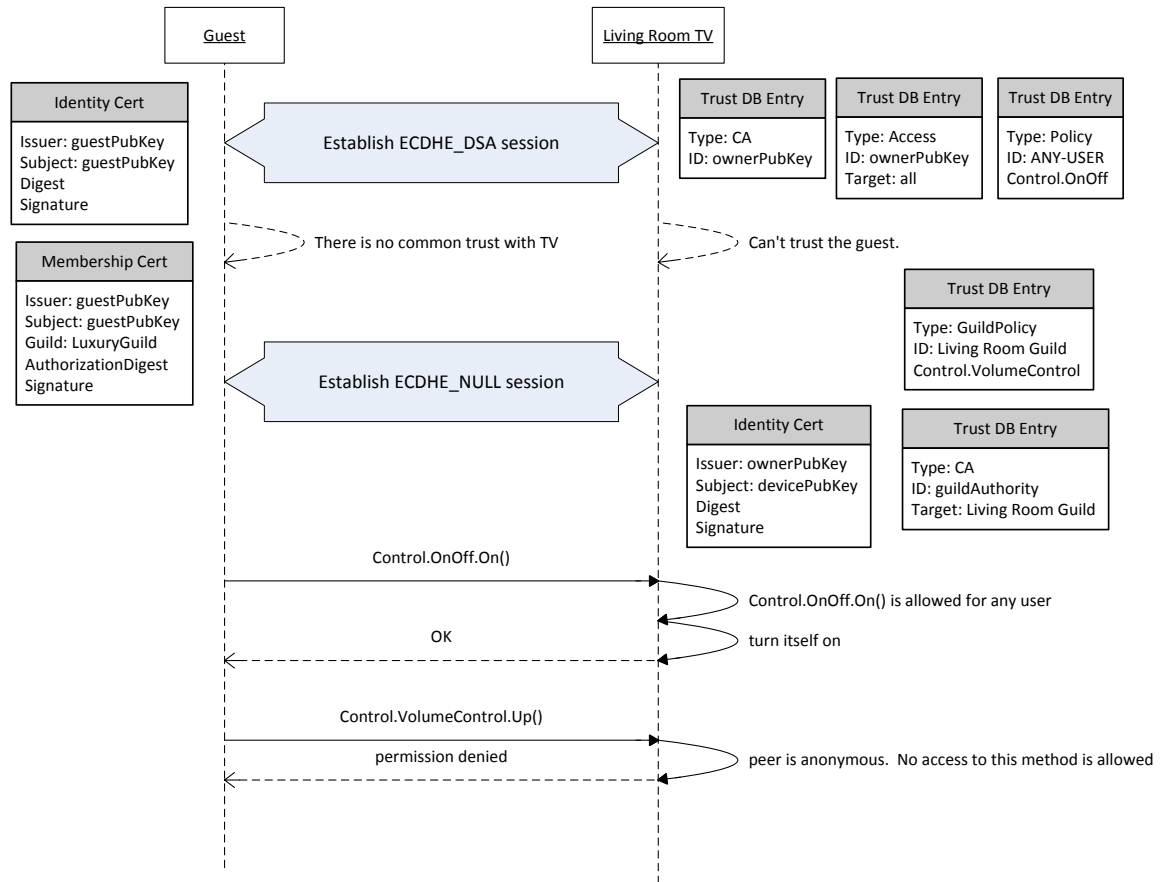 Guest
Living Room TV
Identity Cert
Issuer: guestPubKey
Subject: guestPubKey
Digest
Signature
Establish ECDHE_DSA session
Trust DB Entry
Type: CA
ID: ownerPubKey
Trust DB Entry
Type: Access
ID: ownerPubKey
Target: all
Trust DB Entry
Type: Policy
ID: ANY-USER
Control.OnOff
There is no common trust with TV
Can't trust the guest.
Membership Cert
Issuer: guestPubKey
Subject: guestPubKey
Guild: LuxuryGuild
AuthorizationDigest
Signature
Trust DB Entry
Type: GuildPolicy
ID: Living Room Guild
Control.VolumeControl
Establish ECDHE_NULL session
Identity Cert
Issuer: ownerPubKey
Subject: devicePubKey
Digest
Signature
Trust DB Entry
Type: CA
ID: guildAuthority
Target: Living Room Guild
Control.OnOff.On()
Control.OnOff.On() is allowed for any user
OK
turn itself on
Control.VolumeControl.Up()
permission denied
peer is anonymous. No access to this method is allowed